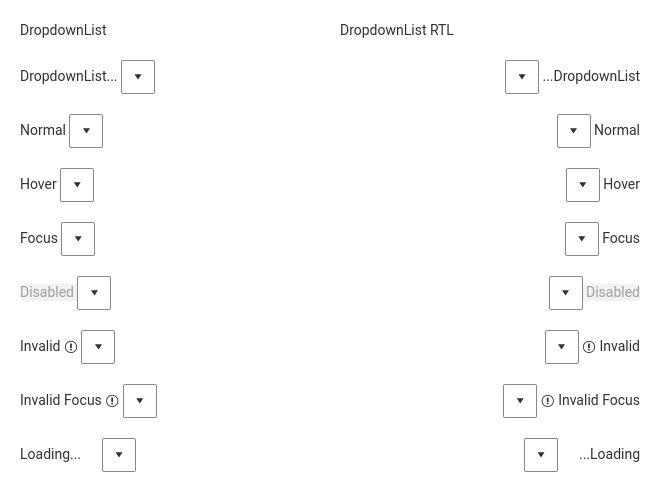 DropdownList
DropdownList RTL
DropdownList...
...DropdownList
Normal
Normal
Hover
Hover
Focus
Focus
Disabled
Disabled
Invalid
Invalid
Invalid Focus
Invalid Focus
Loading...
...Loading